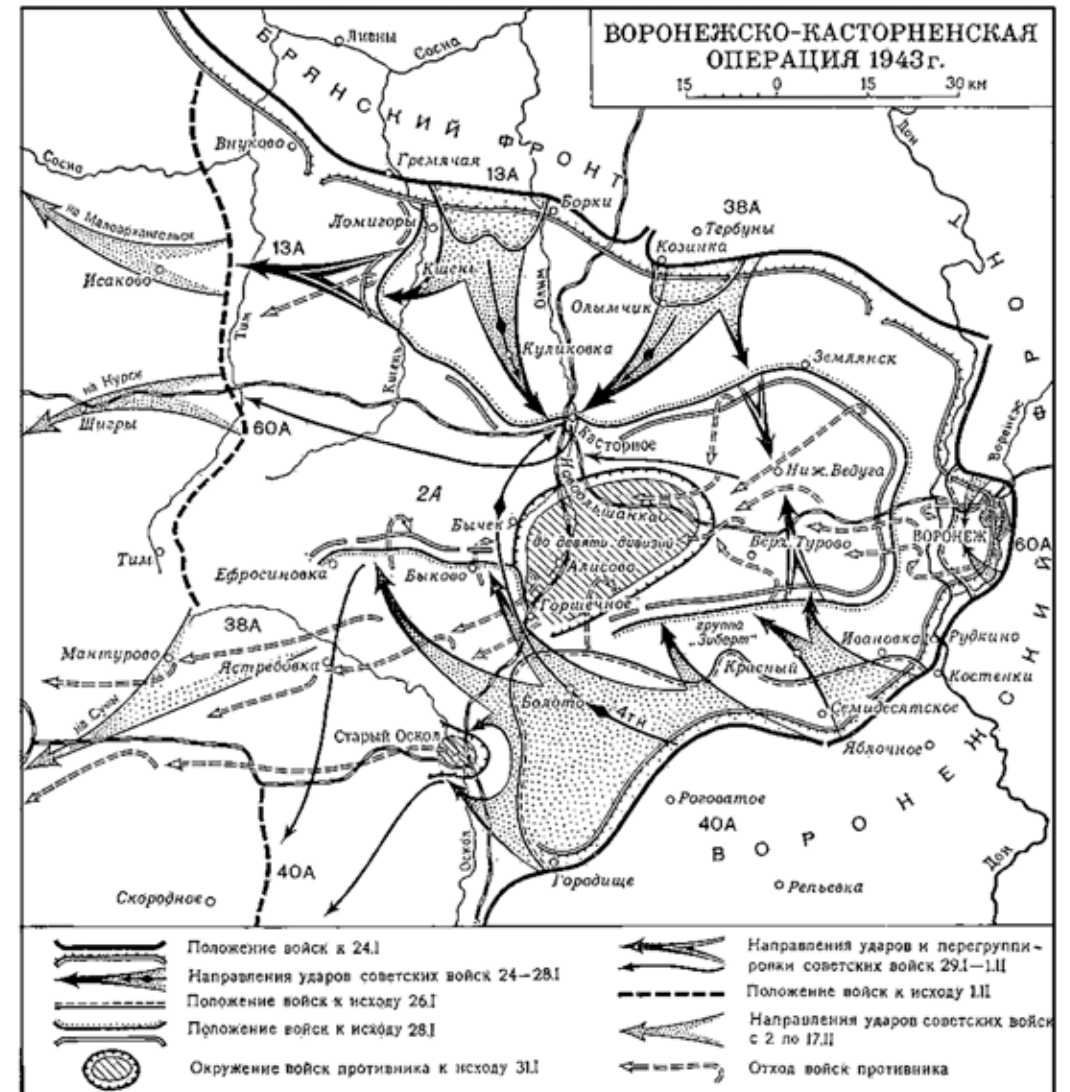 ВОРОНЕЖСКО-КАСТОРНЕНСКАЯ
ОПЕРАЦИЯ 1943г.
15 0 30 км
Ливны
Сосна
БРЯНСКИЙ ФРОНТ
Дон
Внуково
Сосна
Гремячая
13А
Борки
38А
Тербуны
Ломигоры
Козинка
на Малоархангельск
13А
Исаково
Кшень
Олым
Олымчик
Тим
Куликовка
Землянск
Кшень
на Курск
Щигры
60А
Касторное
Воронеж
Ниж. Ведуга
2А
Бычек
до девяти дивизий
Верх. Турово
ВОРОНЕЖ
60А
Тим
Ефросиновка
Быково
Алисово
Горшечное
38А
группа
"Зиберт"
Ивановка
Рудкино
Мантурово
Ястребовка
Красный
Костенки
на Сумы
Болото
4тк
Семидесятское
Старый Оскол
Яблочное
Роговатое
40А
ВОРОНЕЖСКИЙ ФРОНТ
Оскол
40А
Городище
Дон
Скородное
Репьевка
Положение войск к 24.I
Направления ударов советских войск 24–28.I
Положение войск к исходу 26.I
Положение войск к исходу 28.I
Окружение войск противника к исходу 31.I
Направления ударов и перегруппи-
ровки советских войск 29.I–1.II
Положение войск к исходу 1.II
Направления ударов советских войск
с 2 по 17.II
Отход войск противника